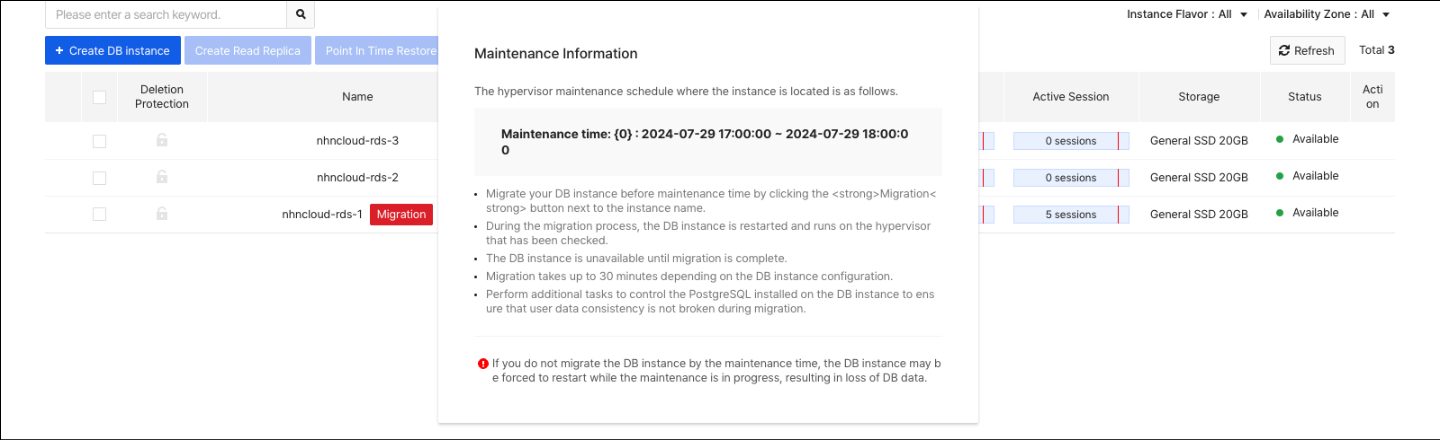 Please enter a search keyword.
Instance Flavor : All
Availability Zone : All
+ Create DB instance
Create Read Replica
Point In Time Restore
Refresh
Total 3
Maintenance Information
The hypervisor maintenance schedule where the instance is located is as follows.
Maintenance time: {0} : 2024-07-29 17:00:00 ~ 2024-07-29 18:00:0
0
• Migrate your DB instance before maintenance time by clicking the <strong>Migration<
strong> button next to the instance name.
• During the migration process, the DB instance is restarted and runs on the hypervisor
that has been checked.
• The DB instance is unavailable until migration is complete.
• Migration takes up to 30 minutes depending on the DB instance configuration.
• Perform additional tasks to control the PostgreSQL installed on the DB instance to ens
ure that user data consistency is not broken during migration.
If you do not migrate the DB instance by the maintenance time, the DB instance may b
e forced to restart while the maintenance is in progress, resulting in loss of DB data.
Deletion
Protection
Name
Active Session
Storage
Status
Acti
on
nhncloud-rds-3
0 sessions
General SSD 20GB
Available
nhncloud-rds-2
0 sessions
General SSD 20GB
Available
nhncloud-rds-1
Migration
5 sessions
General SSD 20GB
Available